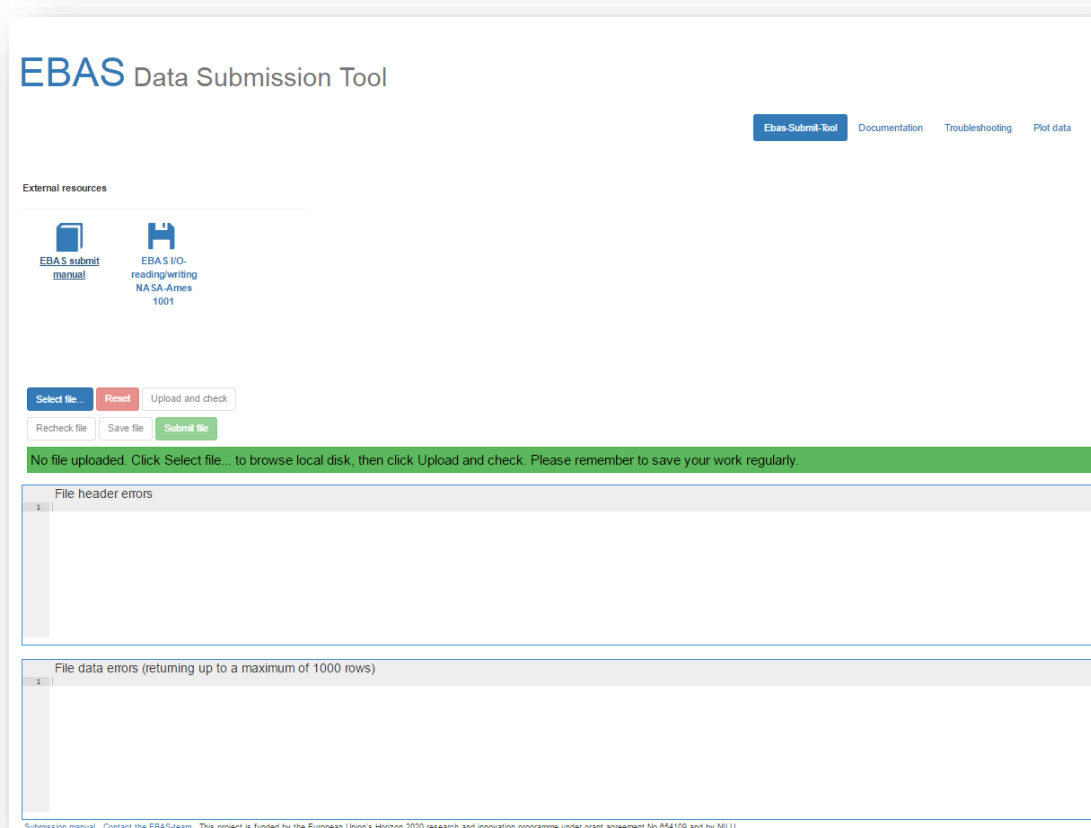 EBAS Data Submission Tool
Ebas-Submit-Tool Documentation Troubleshooting Plot data
External resources
EBAS submit
manual
EBAS I/O-
reading/writing
NASA-Ames
1001
Select file... Reset Upload and check
Recheck file Save file Submit file
No file uploaded. Click Select file... to browse local disk, then click Upload and check. Please remember to save your work regularly.
File header errors
1
File data errors (returning up to a maximum of 1000 rows)
1
Submission manual Contact the EBAS-team This project is funded by the European Union's Horizon 2020 research and innovation programme under grant agreement No 654109 and by NILU